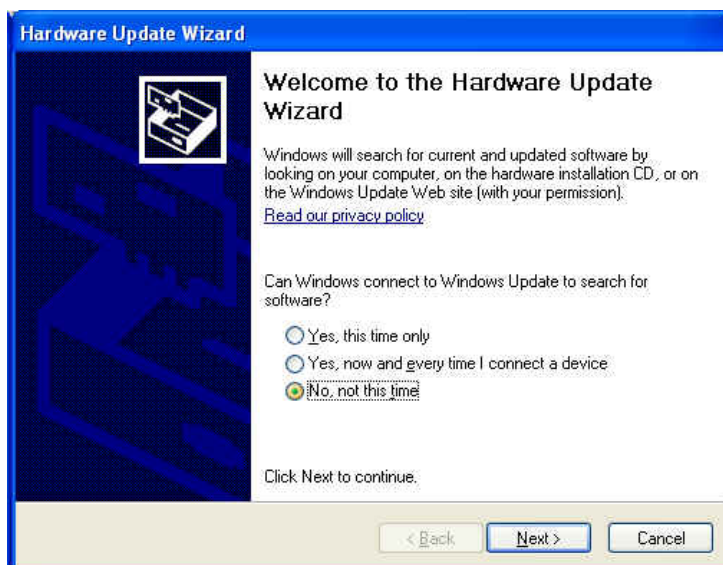 Hardware Update Wizard
Welcome to the Hardware Update
Wizard
Windows will search for current and updated software by
looking on your computer, on the hardware installation CD, or on
the Windows Update Web site (with your permission).
Read our privacy policy
Can Windows connect to Windows Update to search for
software?
Yes, this time only
Yes, now and every time I connect a device
No, not this time
Click Next to continue.
< Back
Next >
Cancel